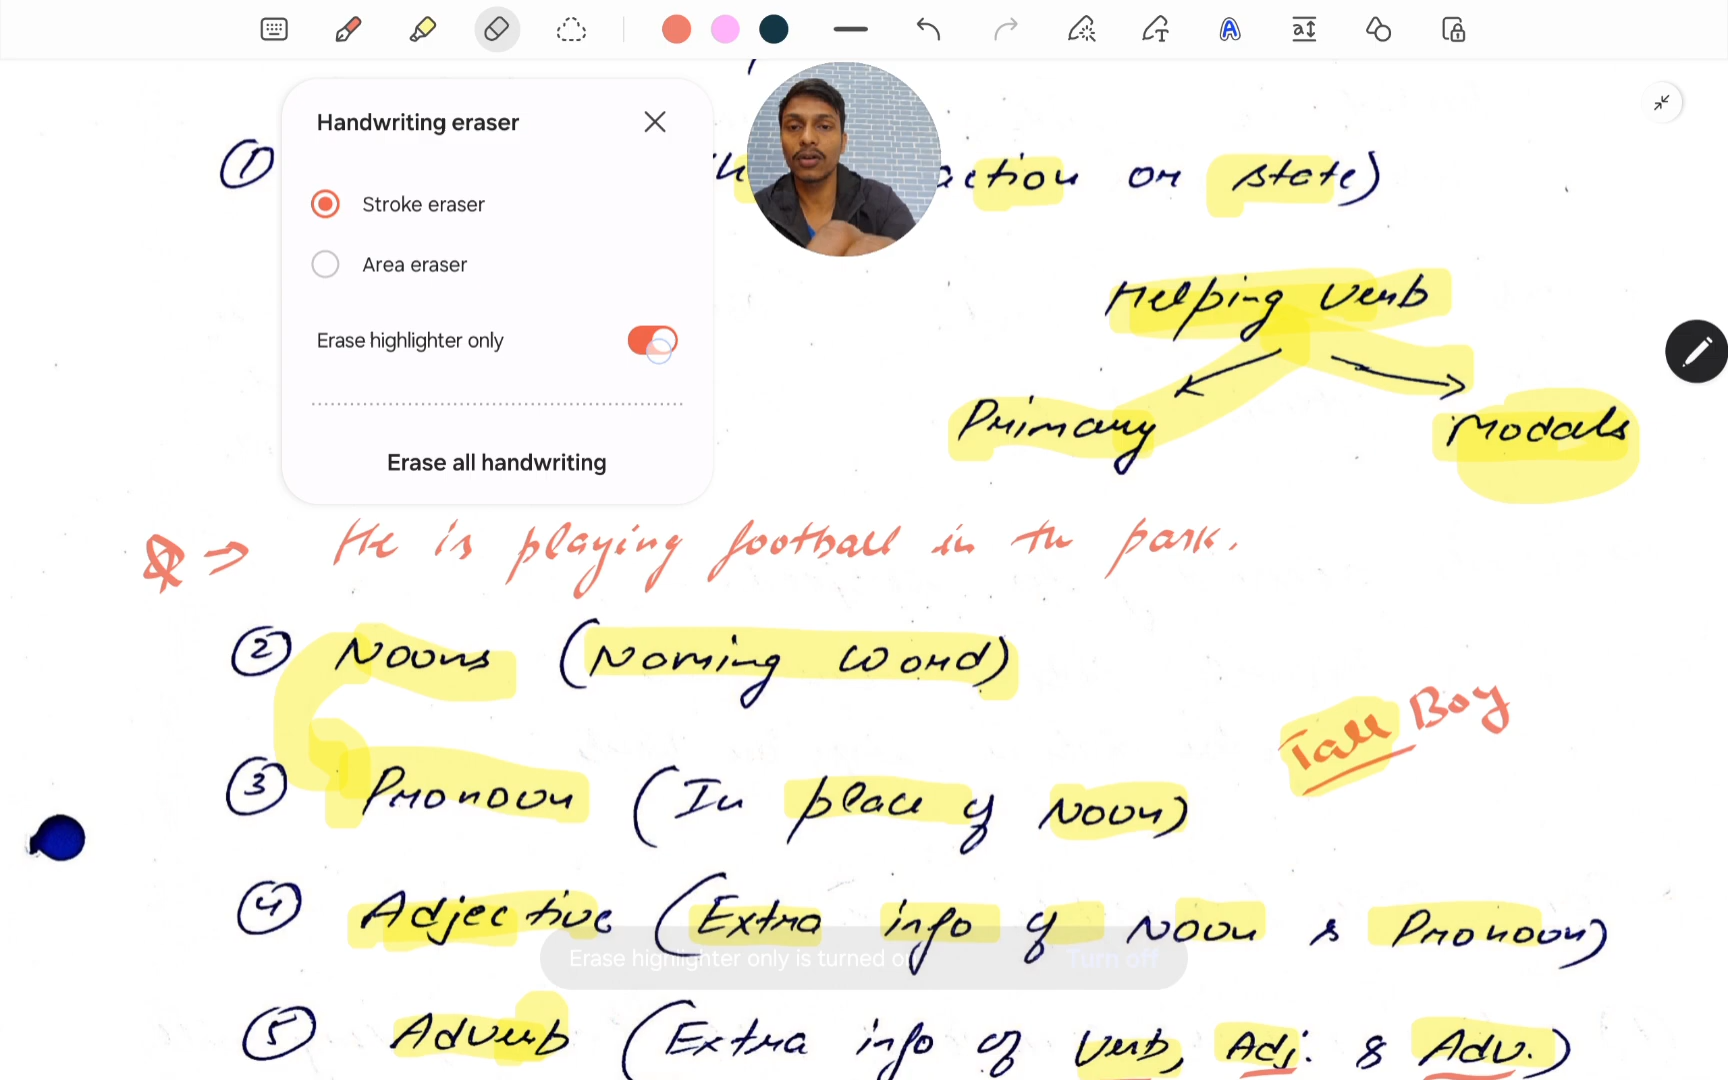 Handwriting eraser
① action or state)
Stroke eraser
Area eraser
Helping Verb
Erase highlighter only
Primary Modals
Erase all handwriting
→ He is playing football in the park.
② Nouns (Naming Word)
Tall Boy
③ Pronoun (In place of Noun)
④ Adjective (Extra info of Noun & Pronoun)
Erase highlighter only is turned on Turn off
⑤ Adverb (Extra info of Verb, Adj. & Adv.)